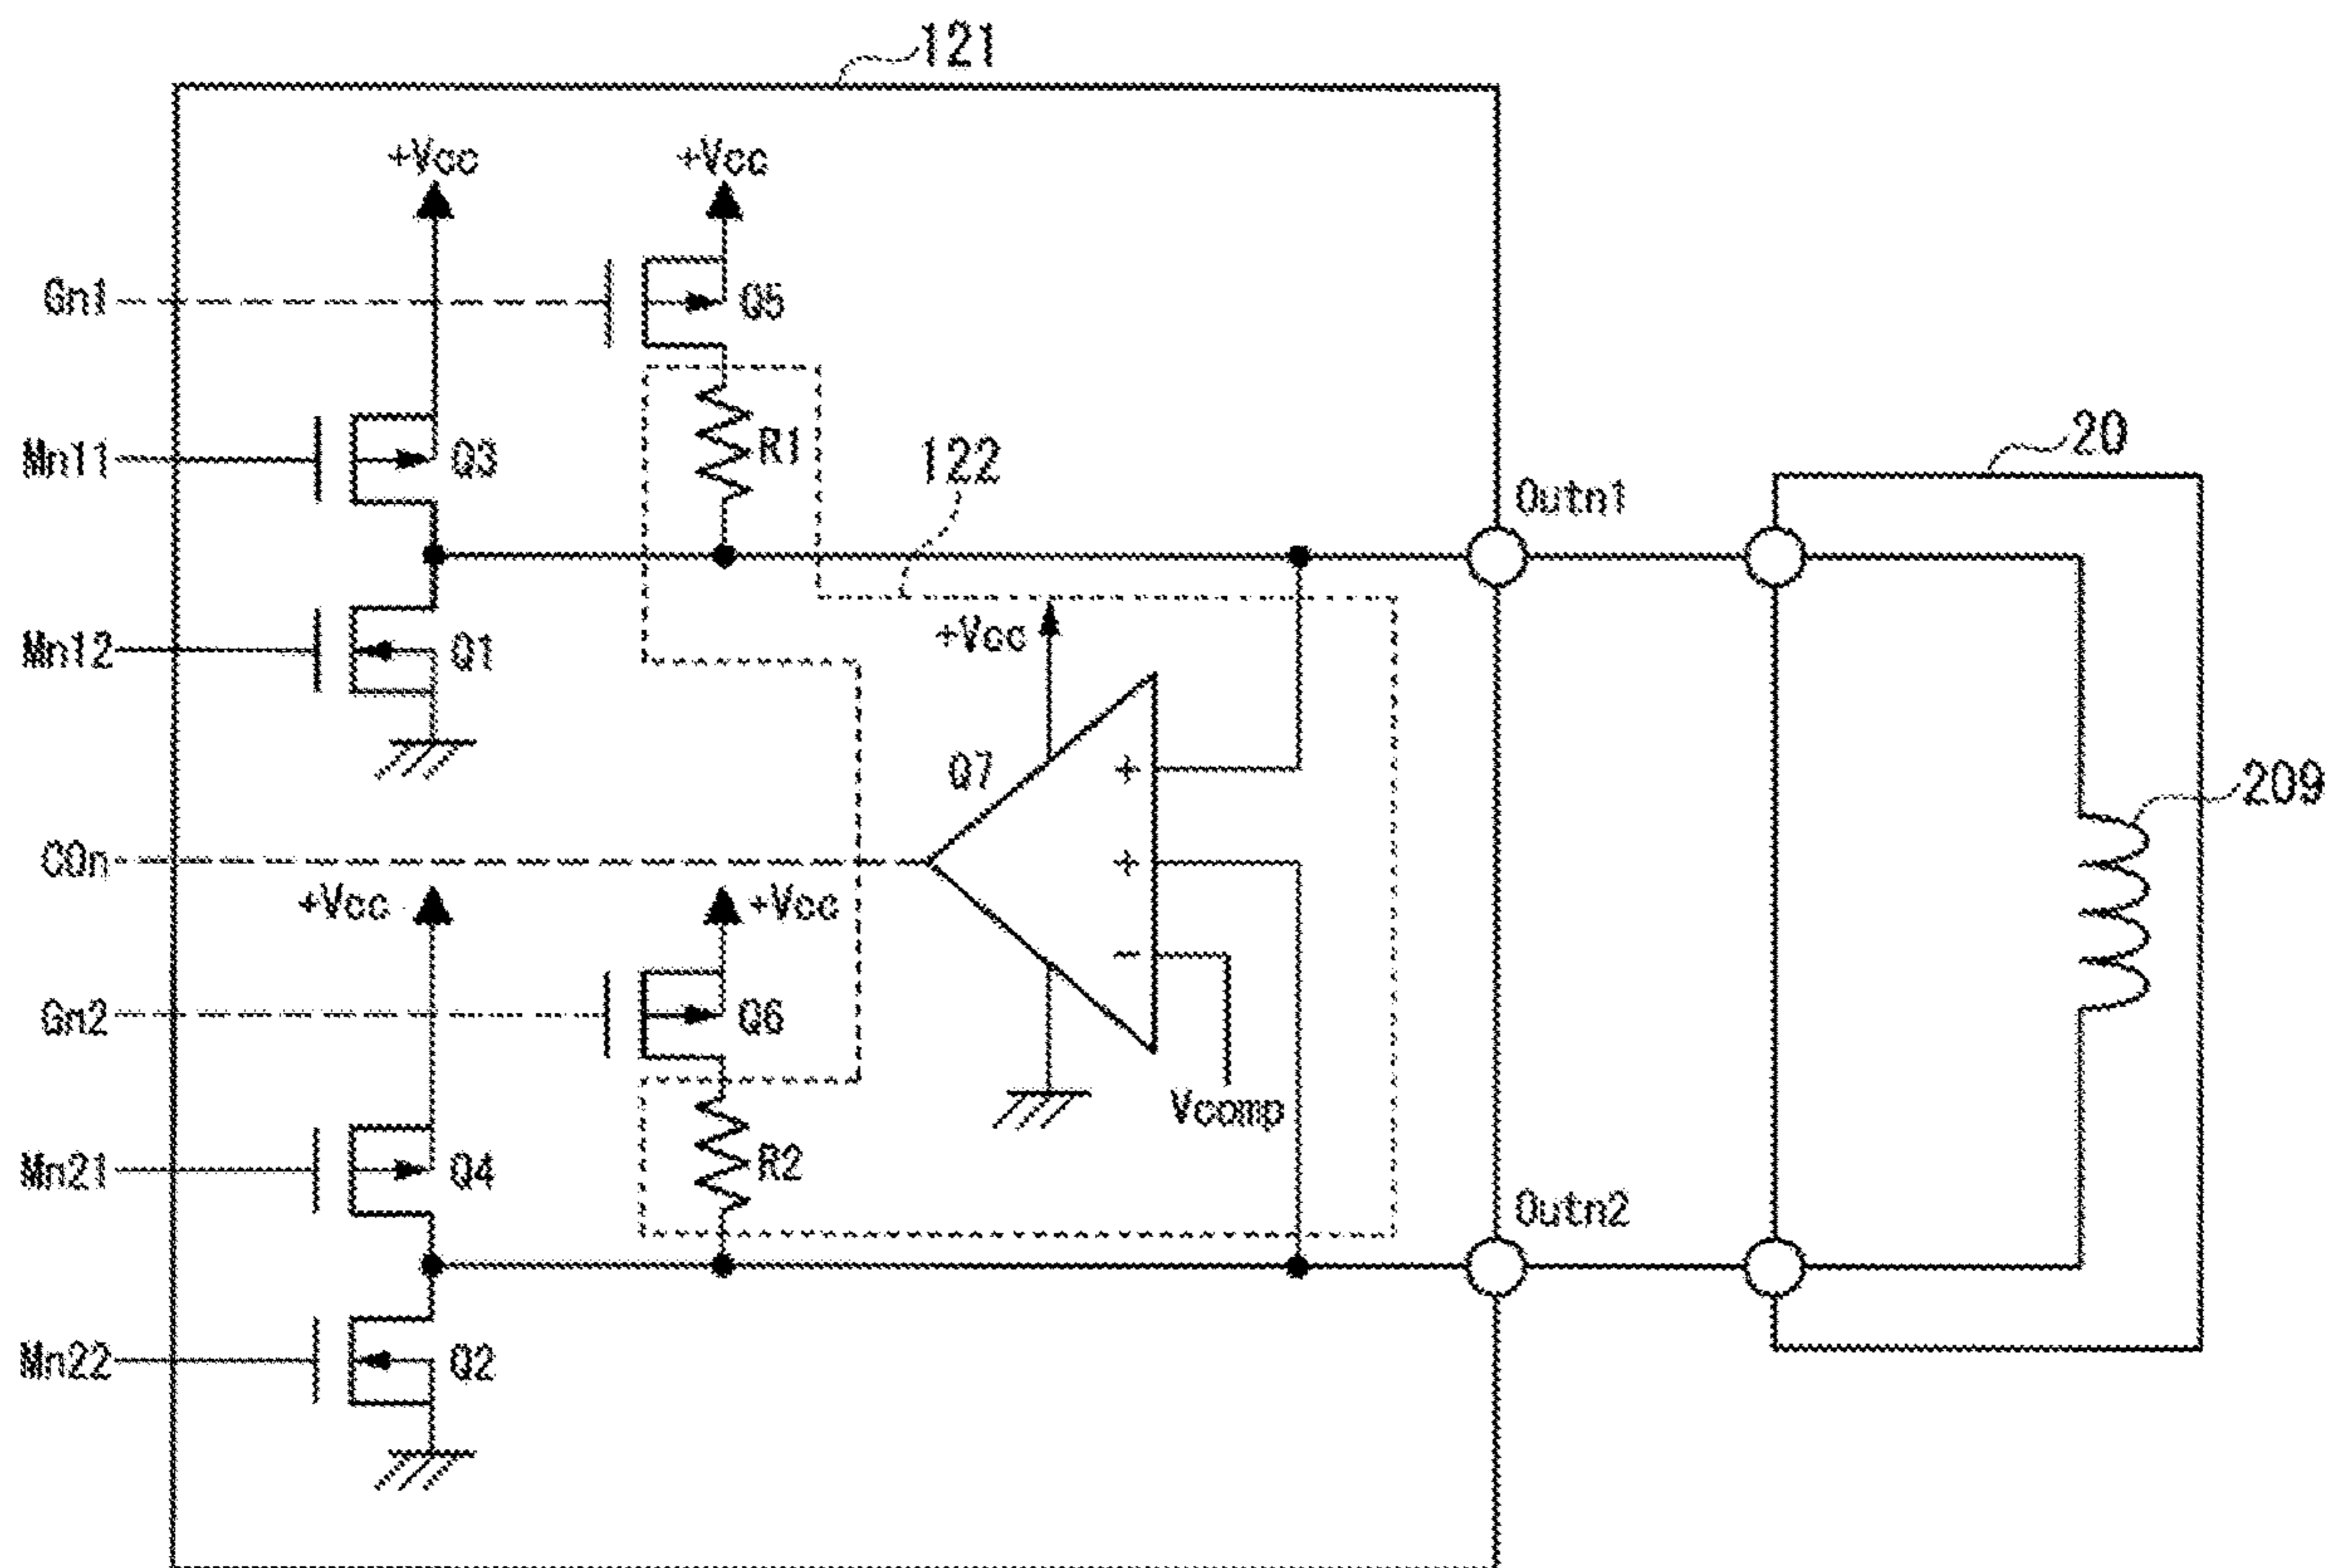 121
+Vcc
+Vcc
Gn1
Q5
Mn11
Q3
R1
122
20
Outn1
Mn12
Q1
+Vcc
Q7
+
209
COn
+
+Vcc
+Vcc
-
Gn2
Q6
Vcomp
Mn21
Q4
R2
Outn2
Mn22
Q2